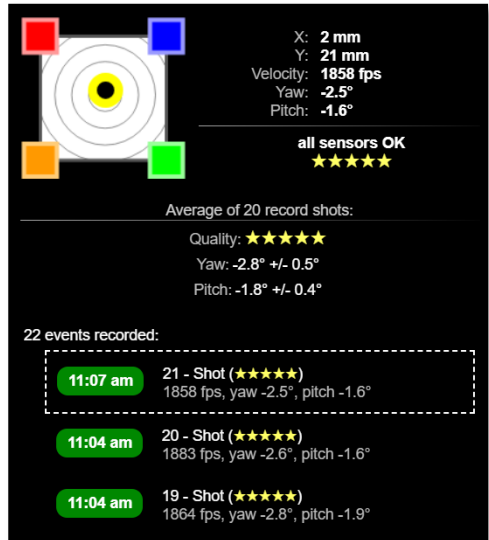 X: 2 mm
Y: 21 mm
Velocity: 1858 fps
Yaw: -2.5°
Pitch: -1.6°
all sensors OK
★★★★★
Average of 20 record shots:
Quality: ★★★★★
Yaw: -2.8° +/- 0.5°
Pitch: -1.8° +/- 0.4°
22 events recorded:
11:07 am
21 - Shot (★★★★★)
1858 fps, yaw -2.5°, pitch -1.6°
11:04 am
20 - Shot (★★★★★)
1883 fps, yaw -2.6°, pitch -1.6°
11:04 am
19 - Shot (★★★★★)
1864 fps, yaw -2.8°, pitch -1.9°